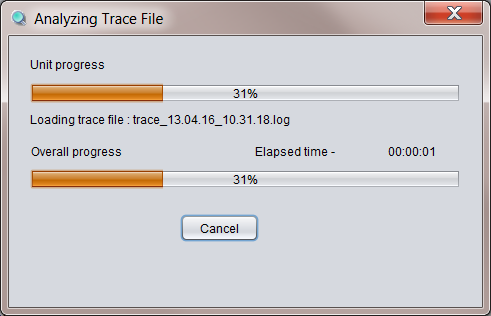 Analyzing Trace File
Unit progress
31%
Loading trace file : trace_13.04.16_10.31.18.log
Overall progress Elapsed time - 00:00:01
31%
Cancel